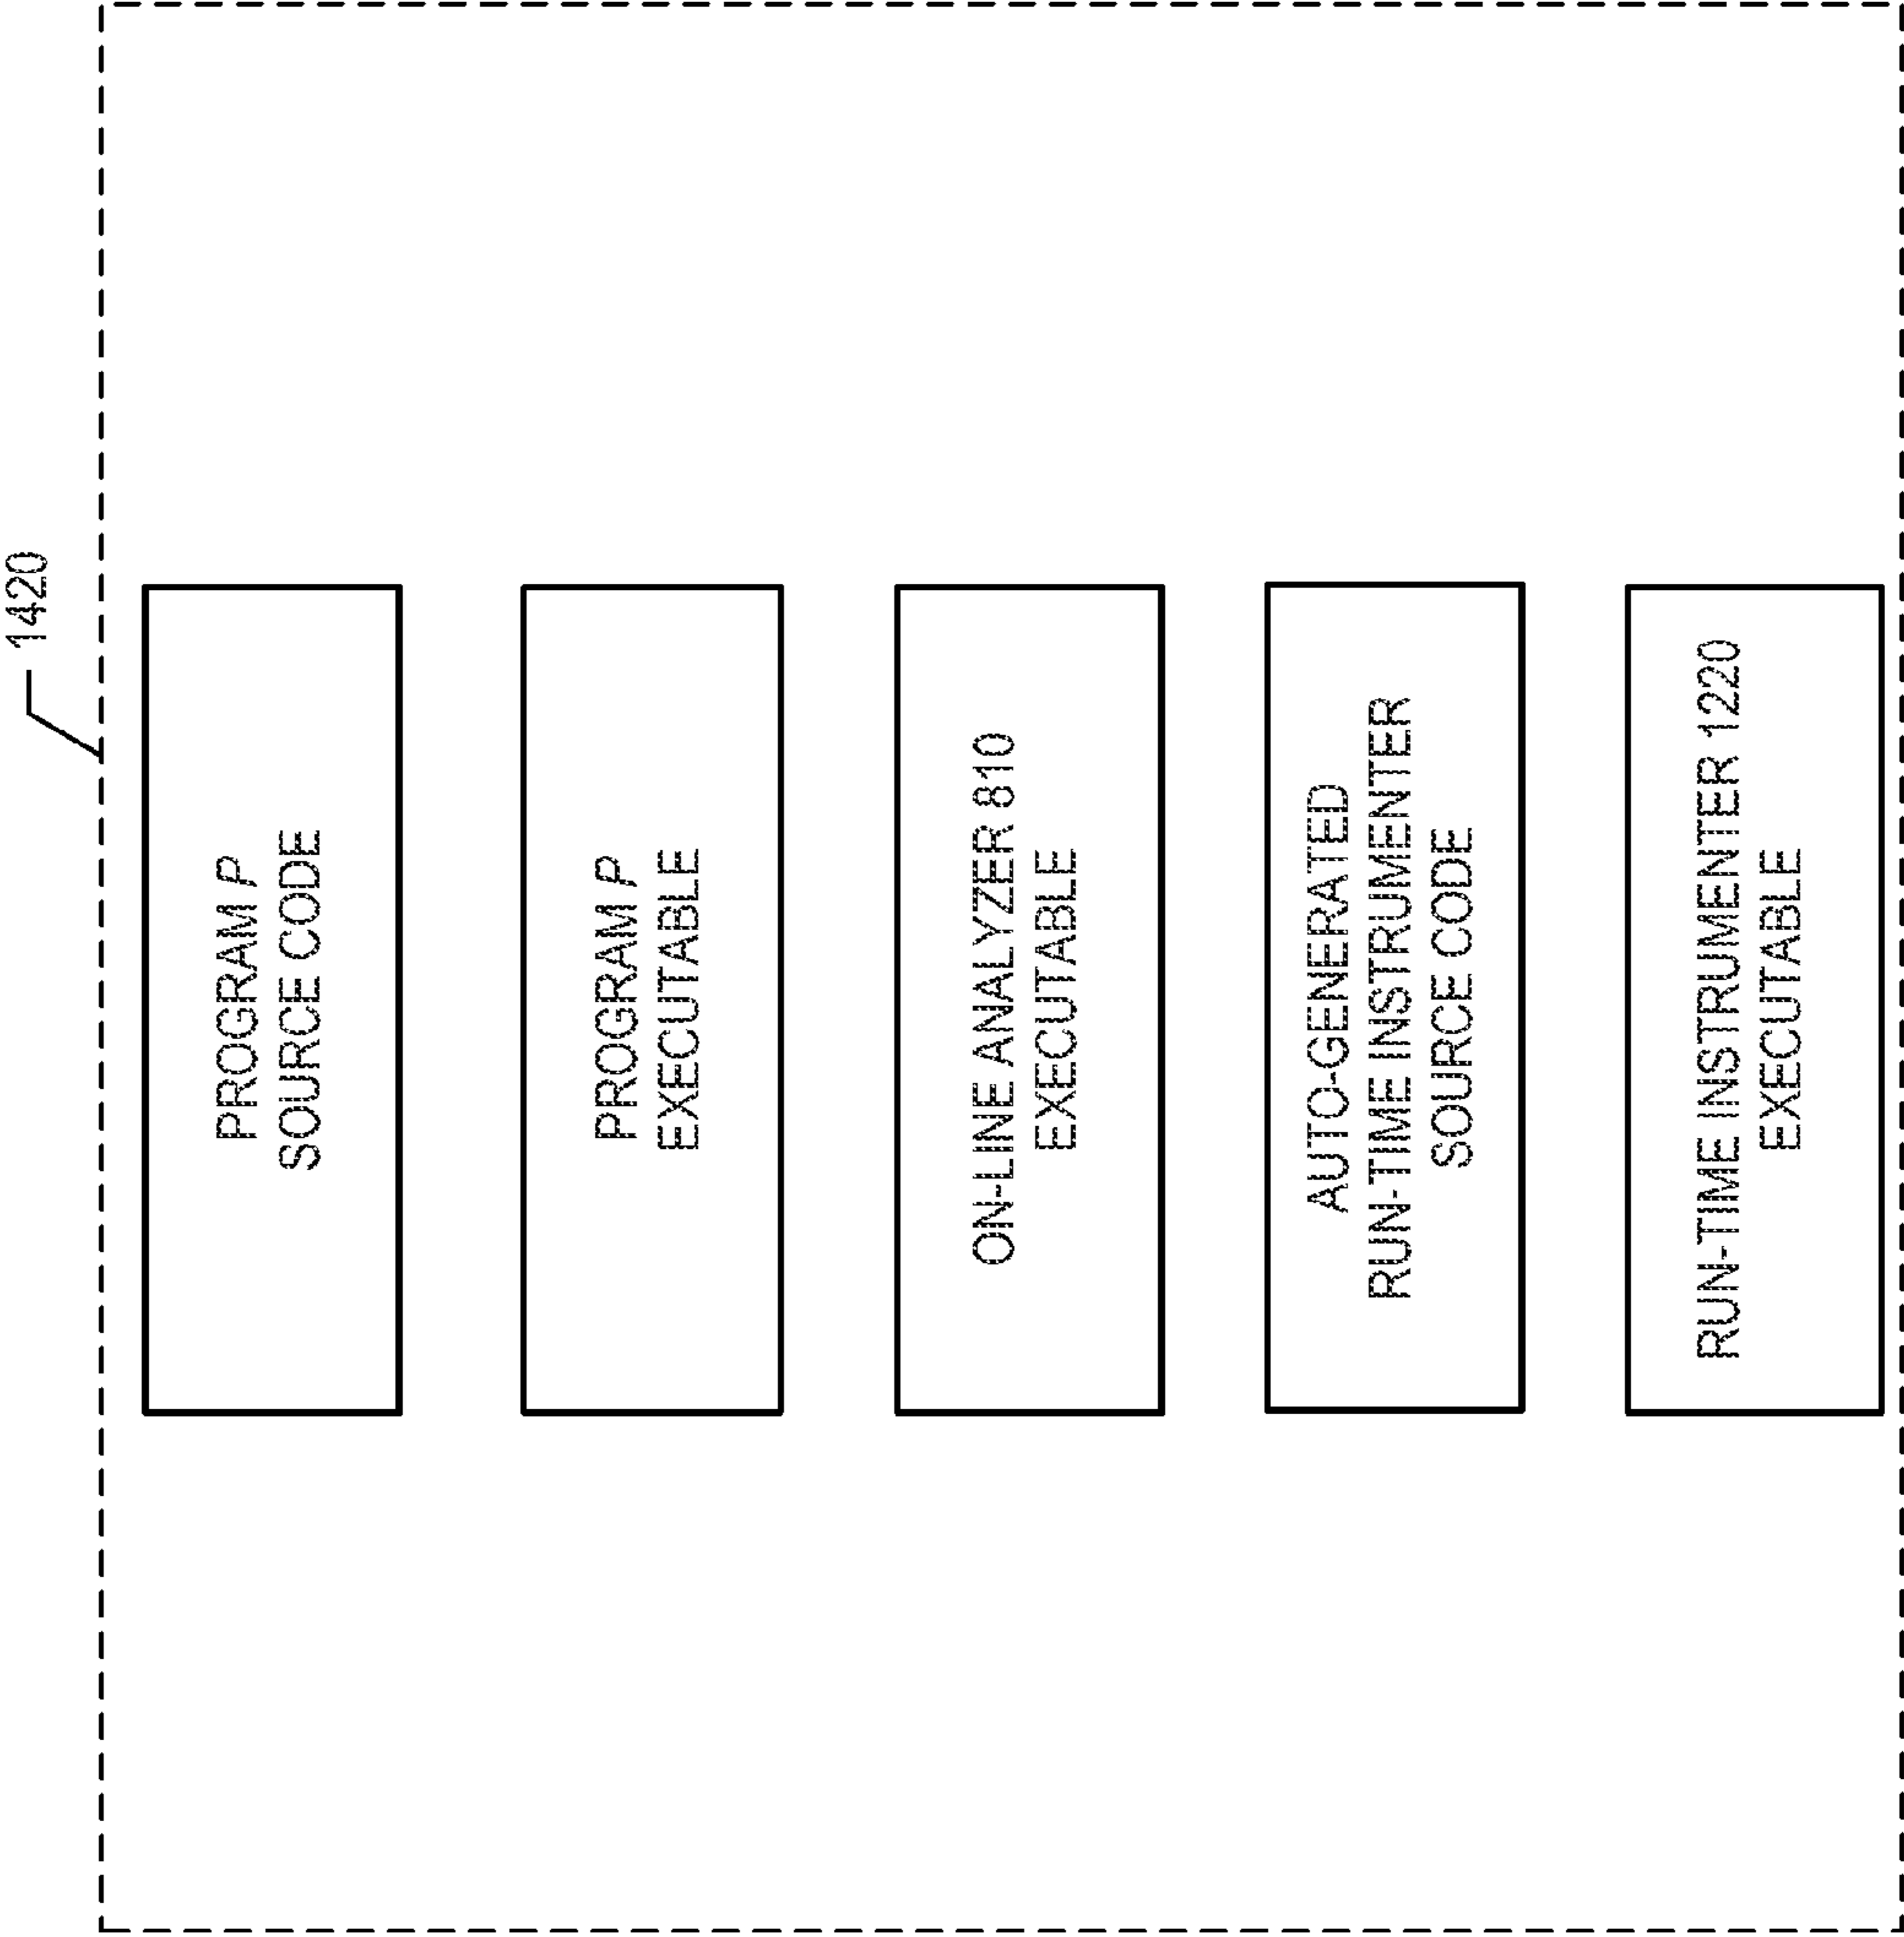 1420
PROGRAM P
SOURCE CODE
PROGRAM P
EXECUTABLE
ON-LINE ANALYZER 810
EXECUTABLE
AUTO-GENERATED
RUN-TIME INSTRUMENTER
SOURCE CODE
RUN-TIME INSTRUMENTER 1220
EXECUTABLE